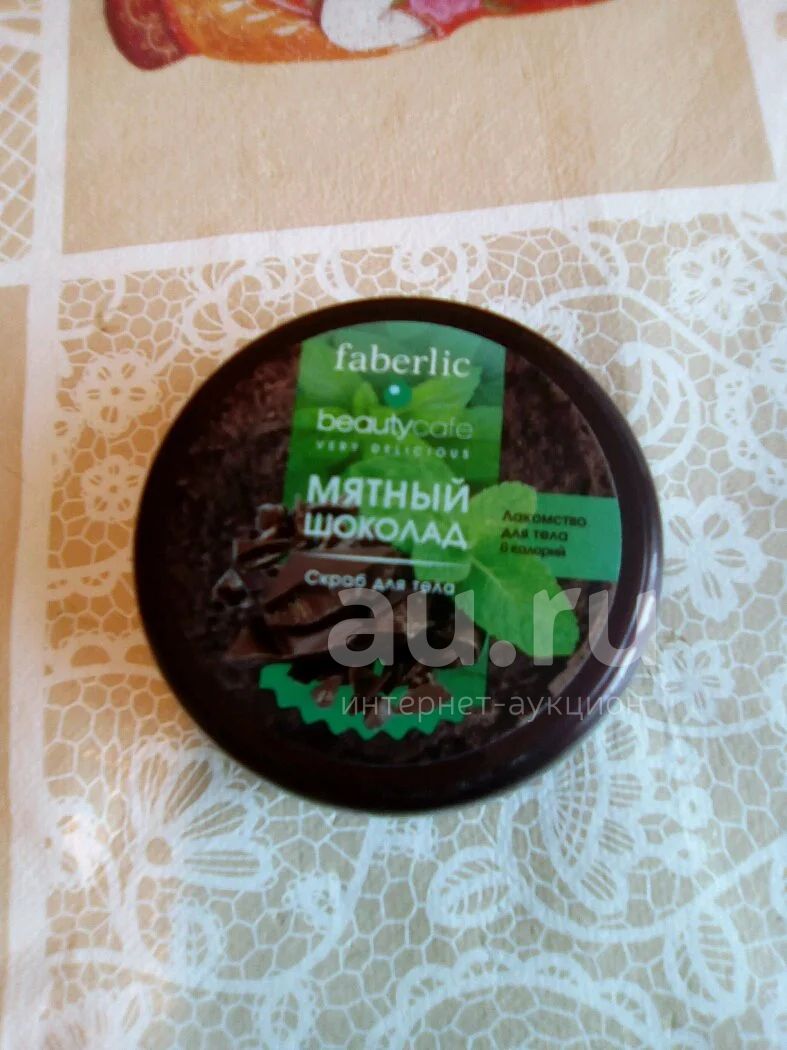 faberlic
beautycafe
VERY DELICIOUS
МЯТНЫЙ
ШОКОЛАД
Скраб для тела
Лакомство
для тела
0 калорий
au.ru
интернет-аукцион